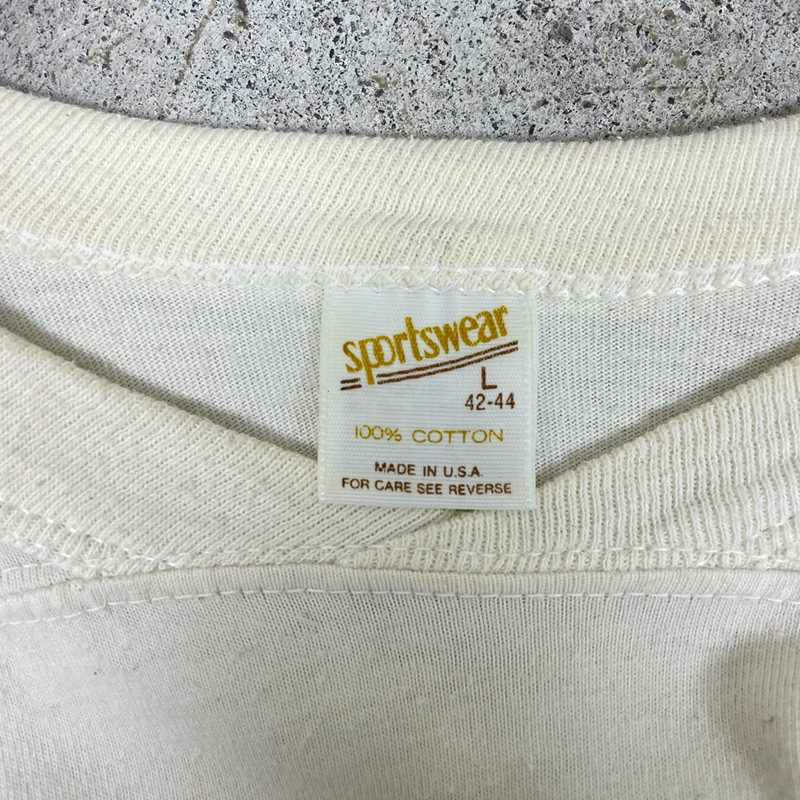 sportswear
L
42-44
100% COTTON
MADE IN U.S.A.
FOR CARE SEE REVERSE